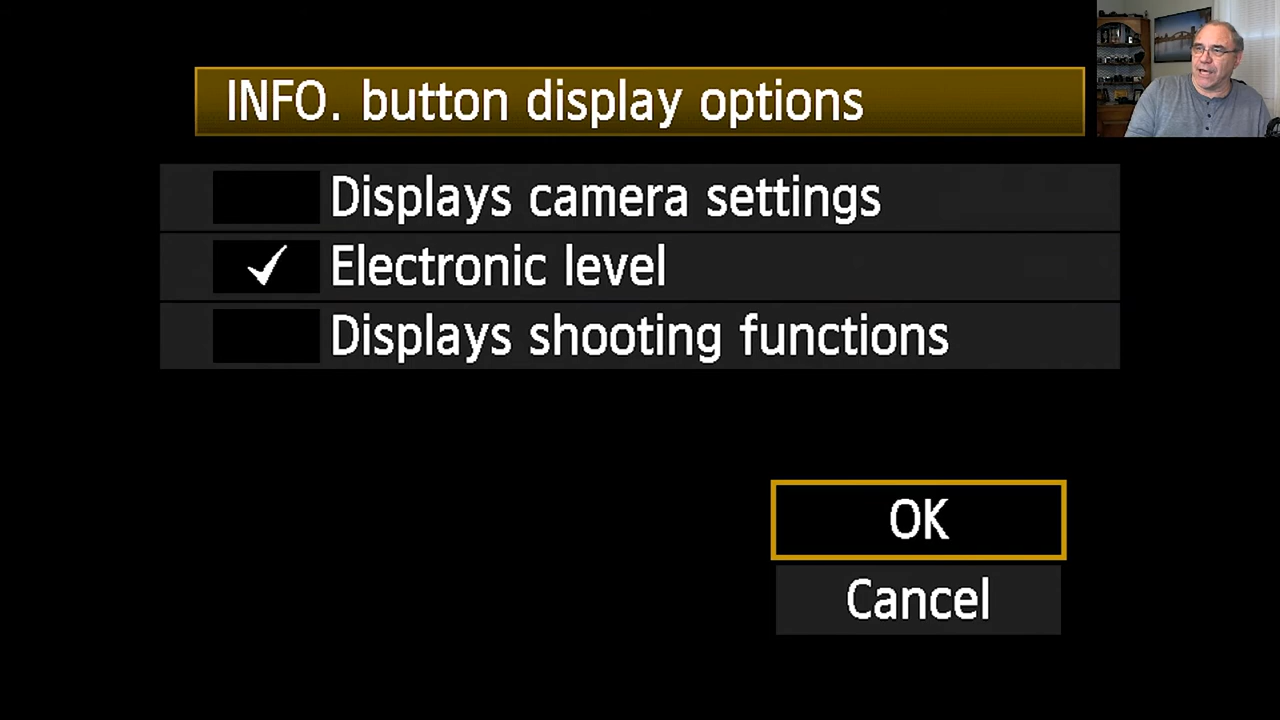 INFO. button display options
Displays camera settings
Electronic level
Displays shooting functions
OK
Cancel